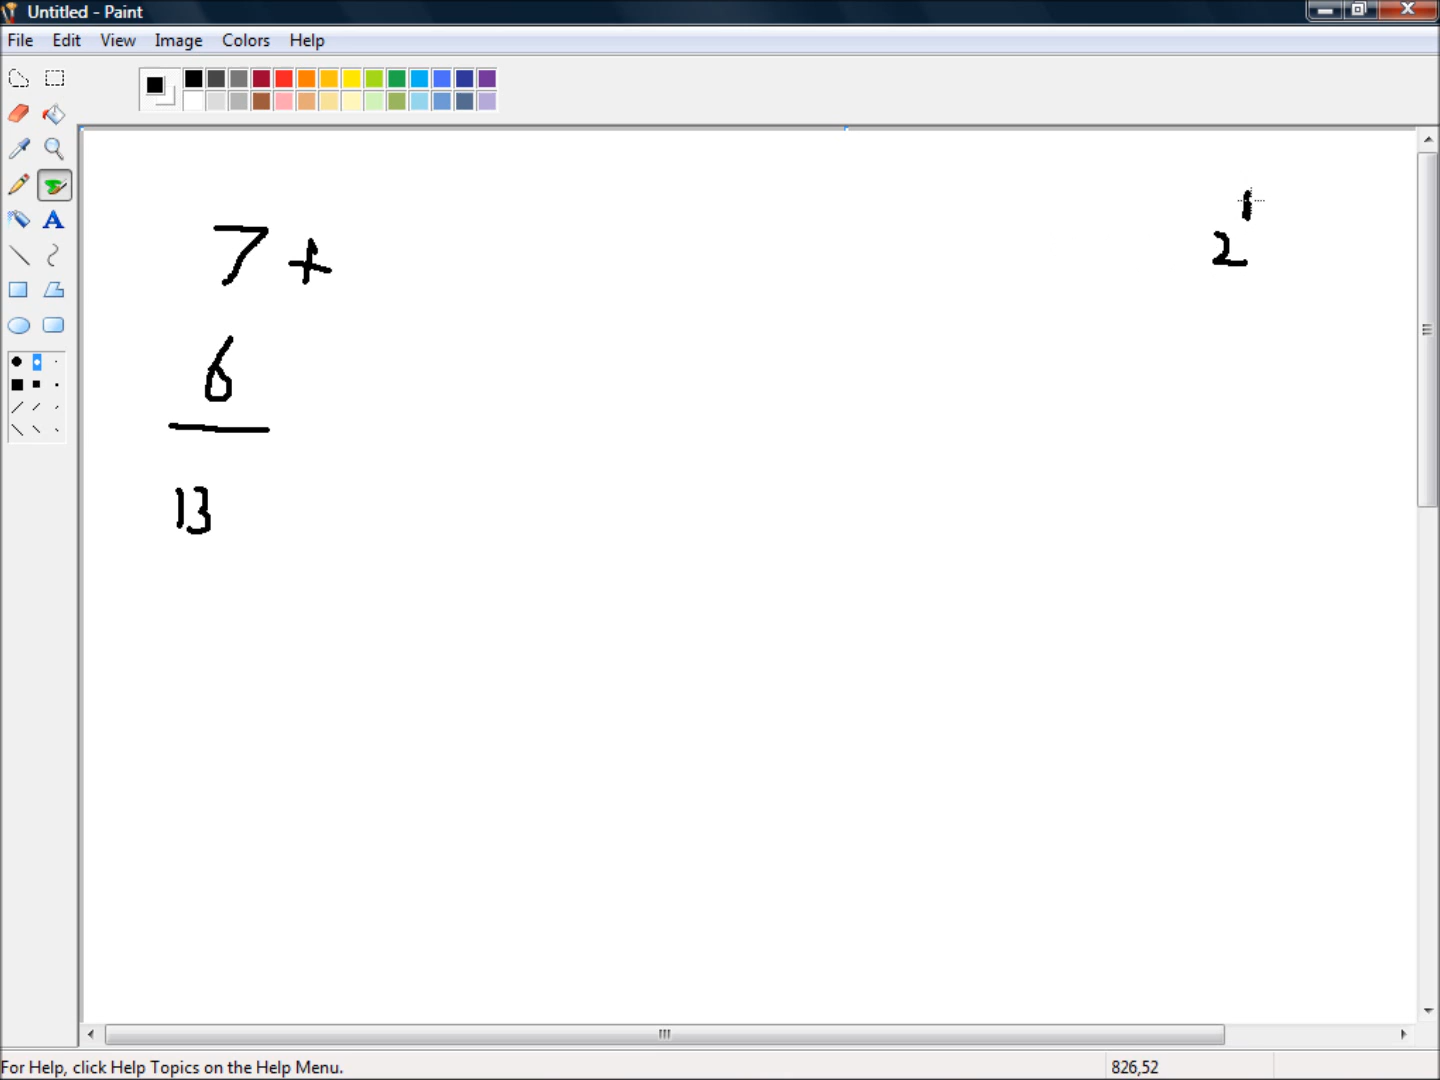 Untitled - Paint
File Edit View Image Colors Help
A
2¹
7+
6
13
For Help, click Help Topics on the Help Menu.
826,52